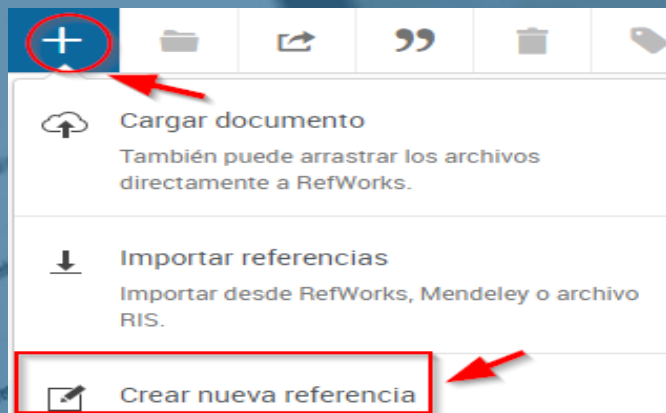 Cargar documento
También puede arrastrar los archivos
directamente a RefWorks.
Importar referencias
Importar desde RefWorks, Mendeley o archivo
RIS.
Crear nueva referencia